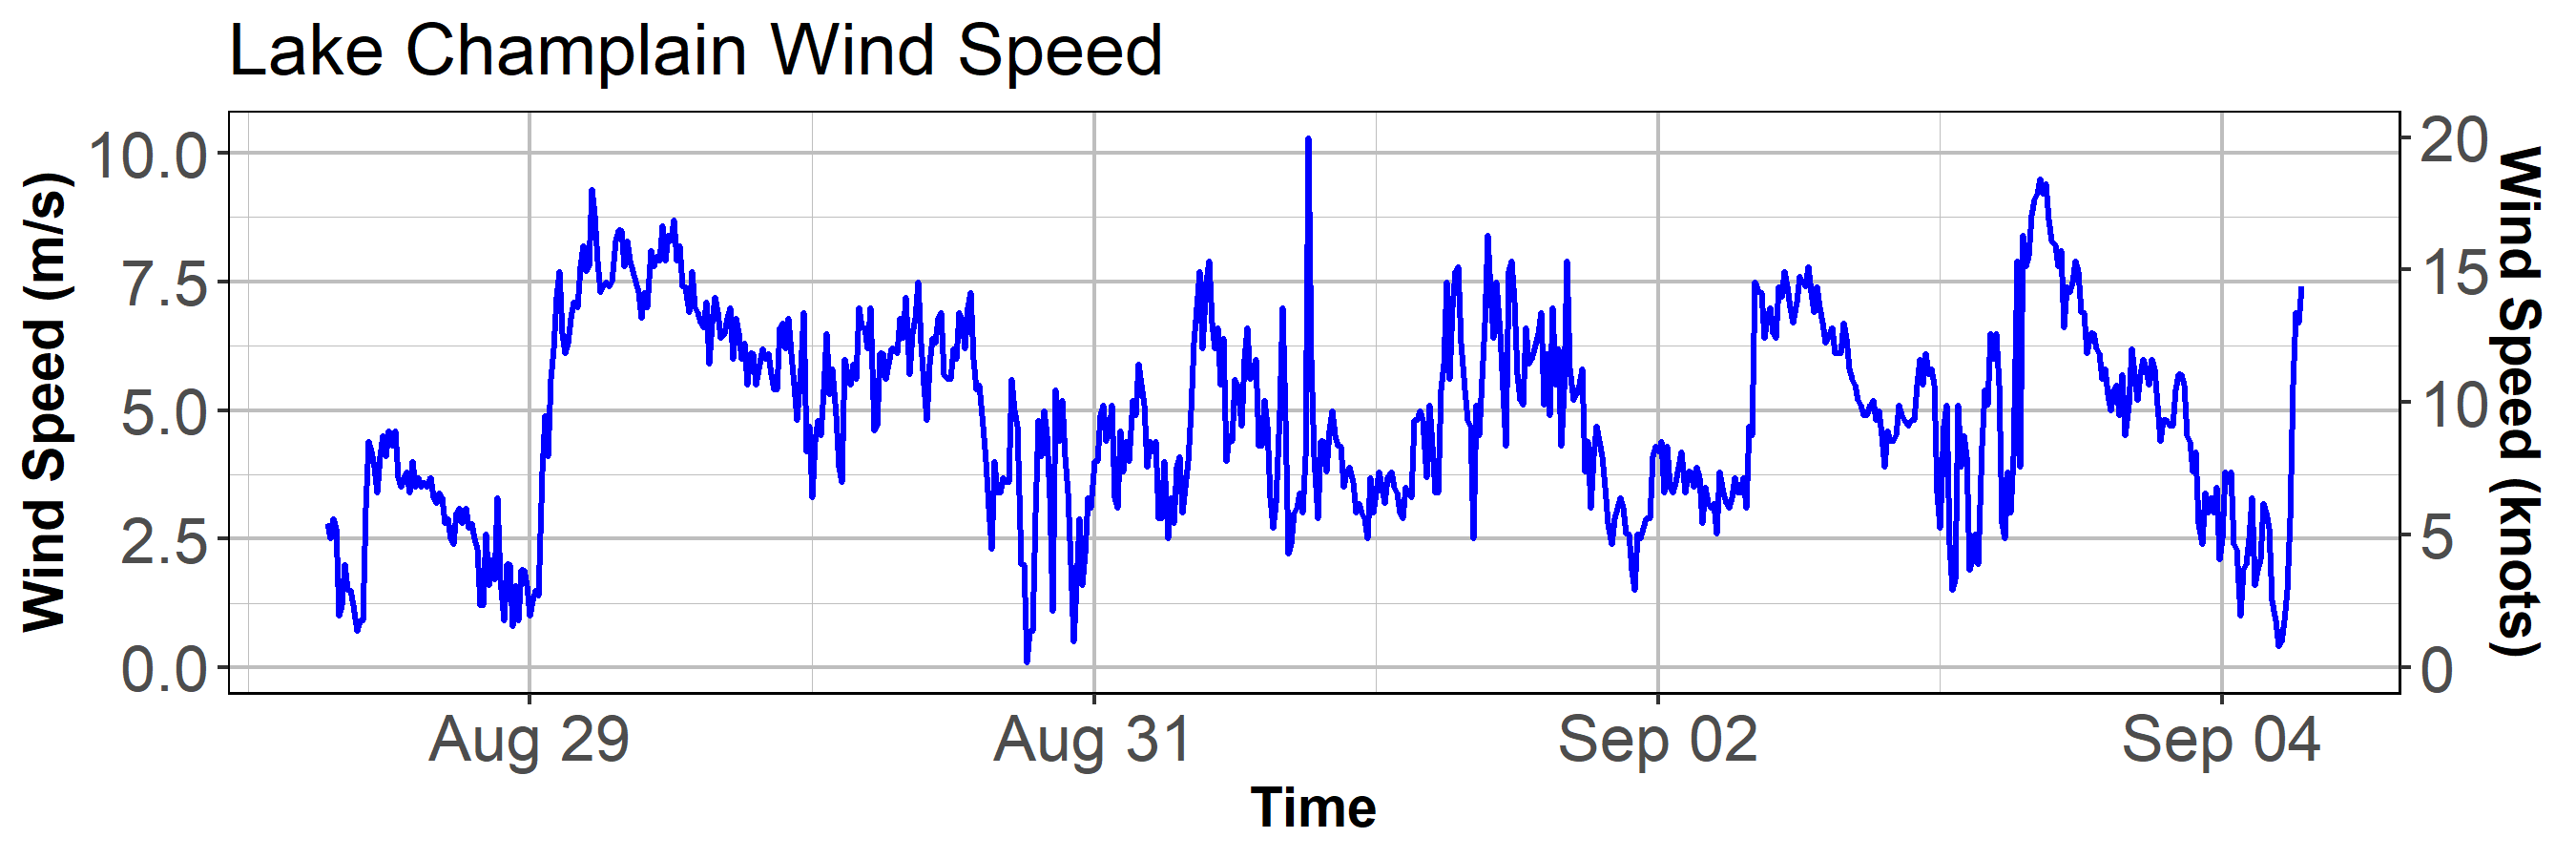 Lake Champlain Wind Speed
Wind Speed (m/s)
10.0
7.5
5.0
2.5
0.0
20
15
10
5
0
Wind Speed (knots)
Aug 29 Aug 31 Sep 02 Sep 04
Time